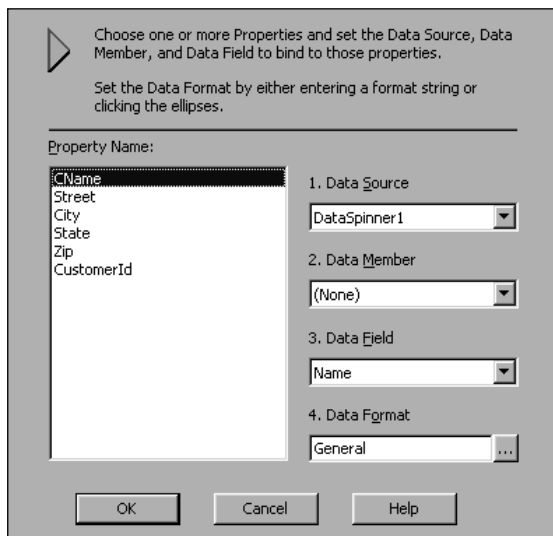 Choose one or more Properties and set the Data Source, Data
Member, and Data Field to bind to those properties.
Set the Data Format by either entering a format string or
clicking the ellipses.
Property Name:
CName
Street
City
State
Zip
CustomerId
1. Data Source
DataSpinner1
2. Data Member
(None)
3. Data Field
Name
4. Data Format
General
...
OK
Cancel
Help